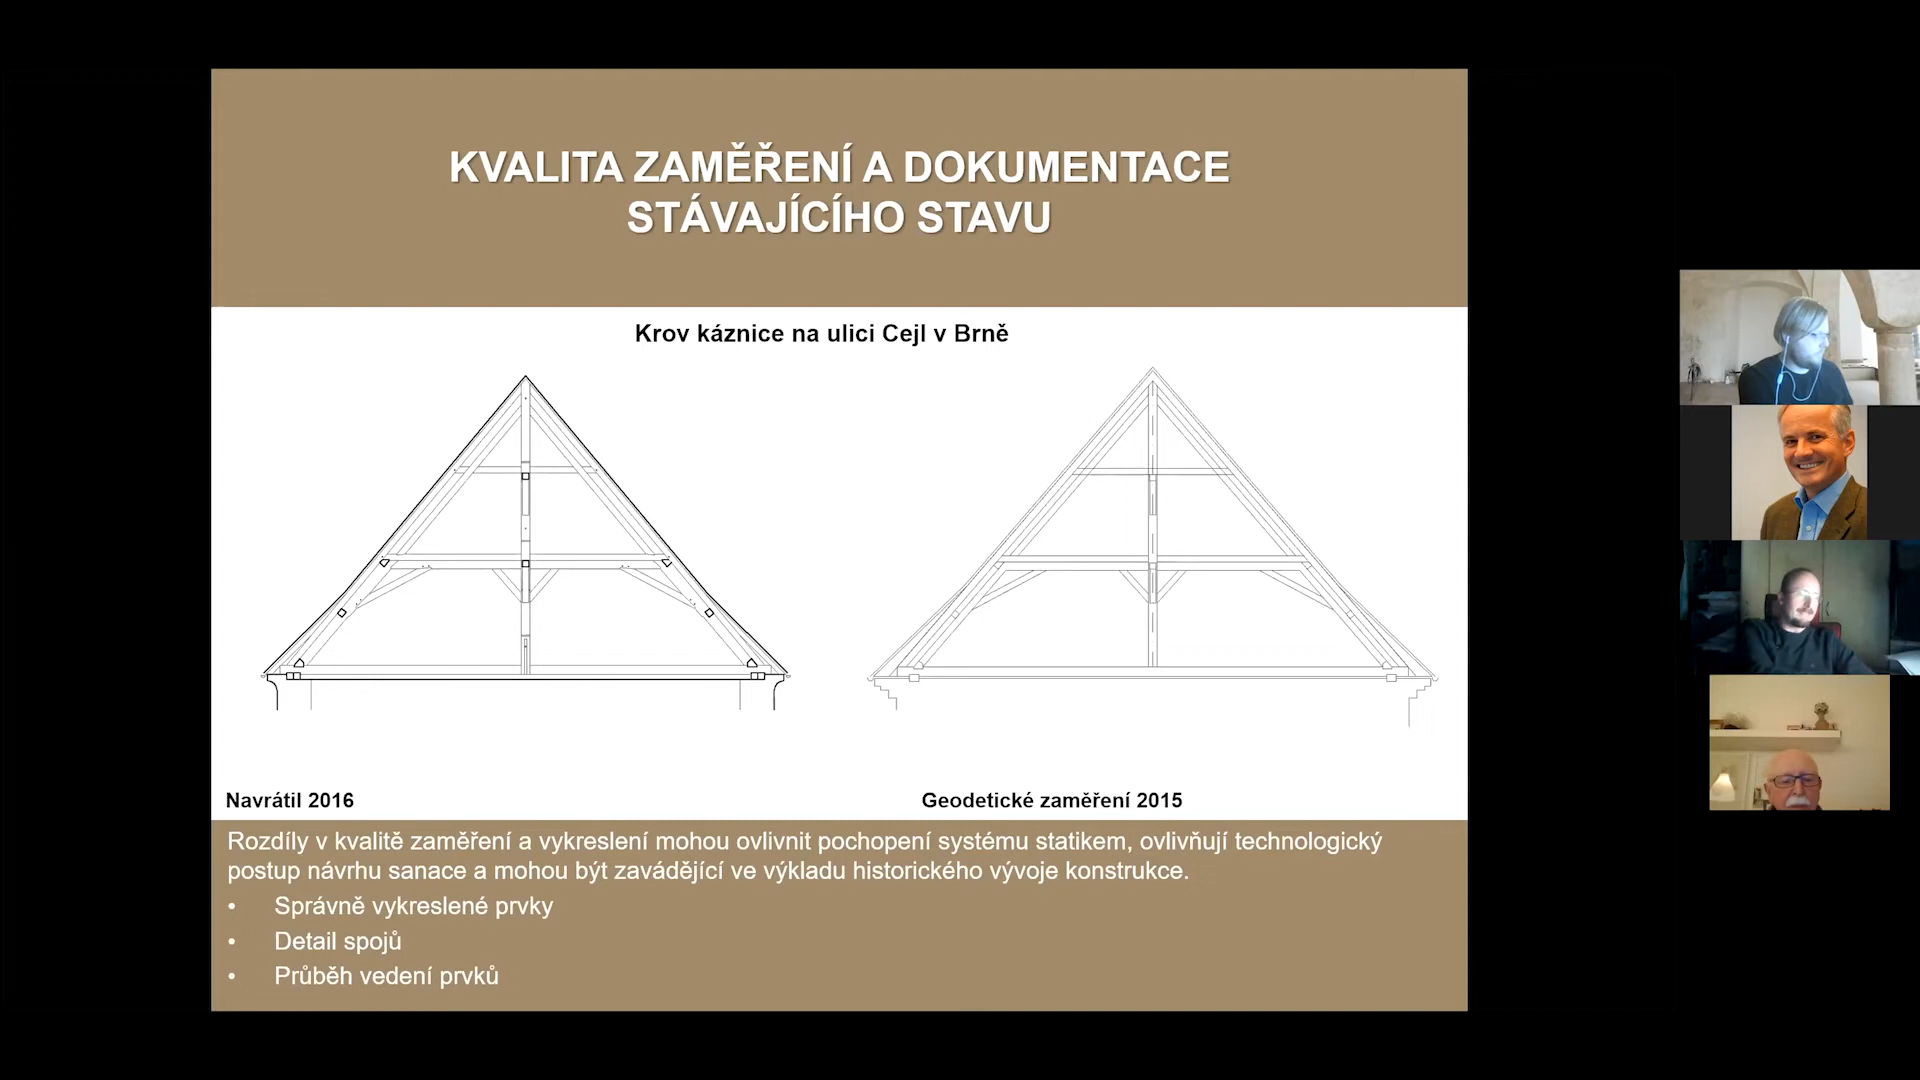 KVALITA ZAMĚŘENÍ A DOKUMENTACE
STÁVAJÍCÍHO STAVU
Krov káznice na ulici Cejl v Brně
Navrátil 2016
Geodetické zaměření 2015
Rozdíly v kvalitě zaměření a vykreslení mohou ovlivnit pochopení systému statikem, ovlivňují technologický
postup návrhu sanace a mohou být zavádějící ve výkladu historického vývoje konstrukce.
• Správně vykreslené prvky
• Detail spojů
• Průběh vedení prvků